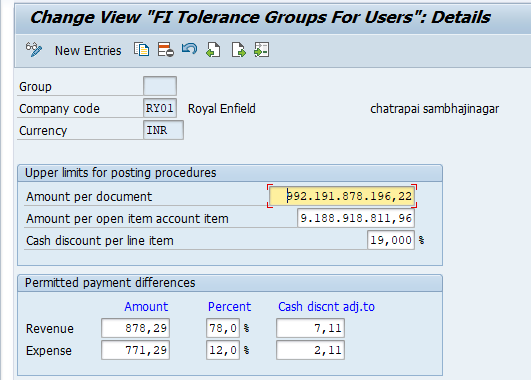 Change View "FI Tolerance Groups For Users": Details
New Entries
Group
Company code RY01 Royal Enfield chatrapai sambhajinagar
Currency INR
Upper limits for posting procedures
Amount per document 992.191.878.196,22
Amount per open item account item 9.188.918.811,96
Cash discount per line item 19,000 %
Permitted payment differences
Amount Percent Cash discnt adj.to
Revenue 878,29 78,0 % 7,11
Expense 771,29 12,0 % 2,11